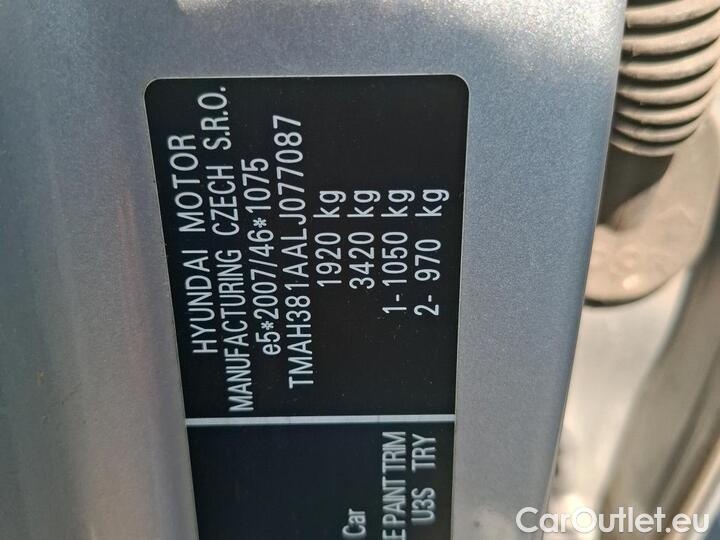 HYUNDAI MOTOR
MANUFACTURING CZECH S.R.O.
e5*2007/46*1075
TMAH381AALJ077087
1920 kg
3420 kg
1- 1050 kg
2- 970 kg
Car
E PAINT TRIM
U3S TRY
CarOutlet.eu